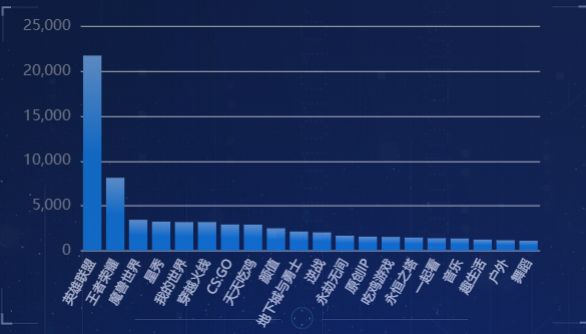 25,000
20,000
15,000
10,000
5,000
0
英雄联盟
王者荣耀
魔兽世界
星秀
我的世界
穿越火线
CS:GO
天天吃鸡
颜值
地下城与勇士
逆战
永劫无间
原创IP
吃鸡游戏
永恒之塔
一起看
音乐
趣生活
户外
舞蹈